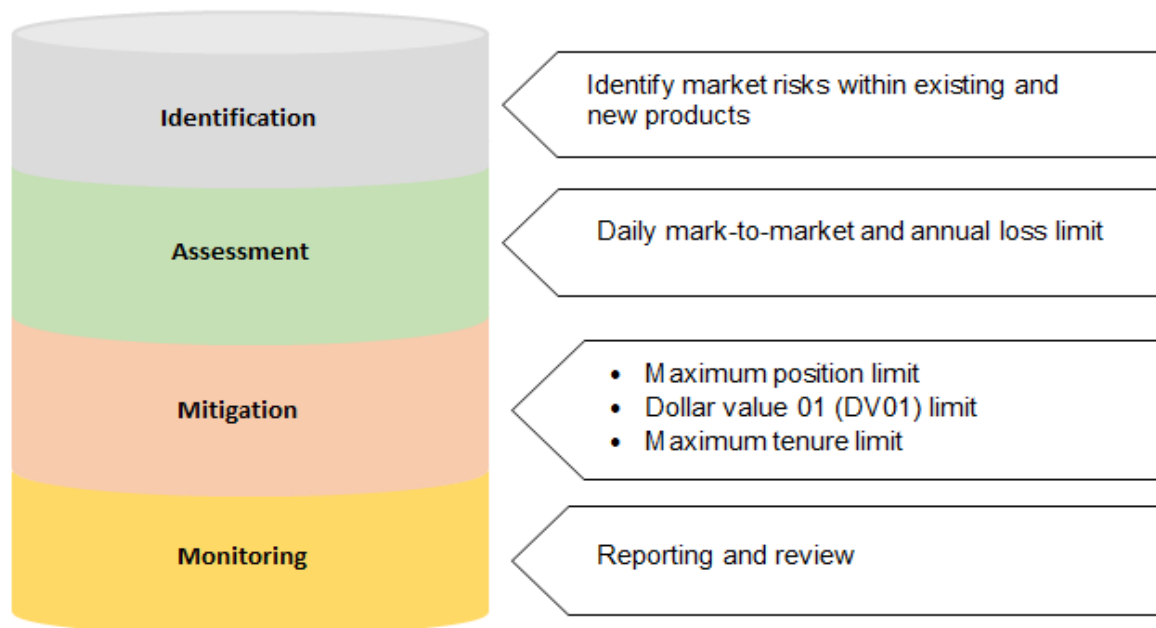 Identification
Identify market risks within existing and
new products
Assessment
Daily mark-to-market and annual loss limit
Mitigation
• Maximum position limit
• Dollar value 01 (DV01) limit
• Maximum tenure limit
Monitoring
Reporting and review